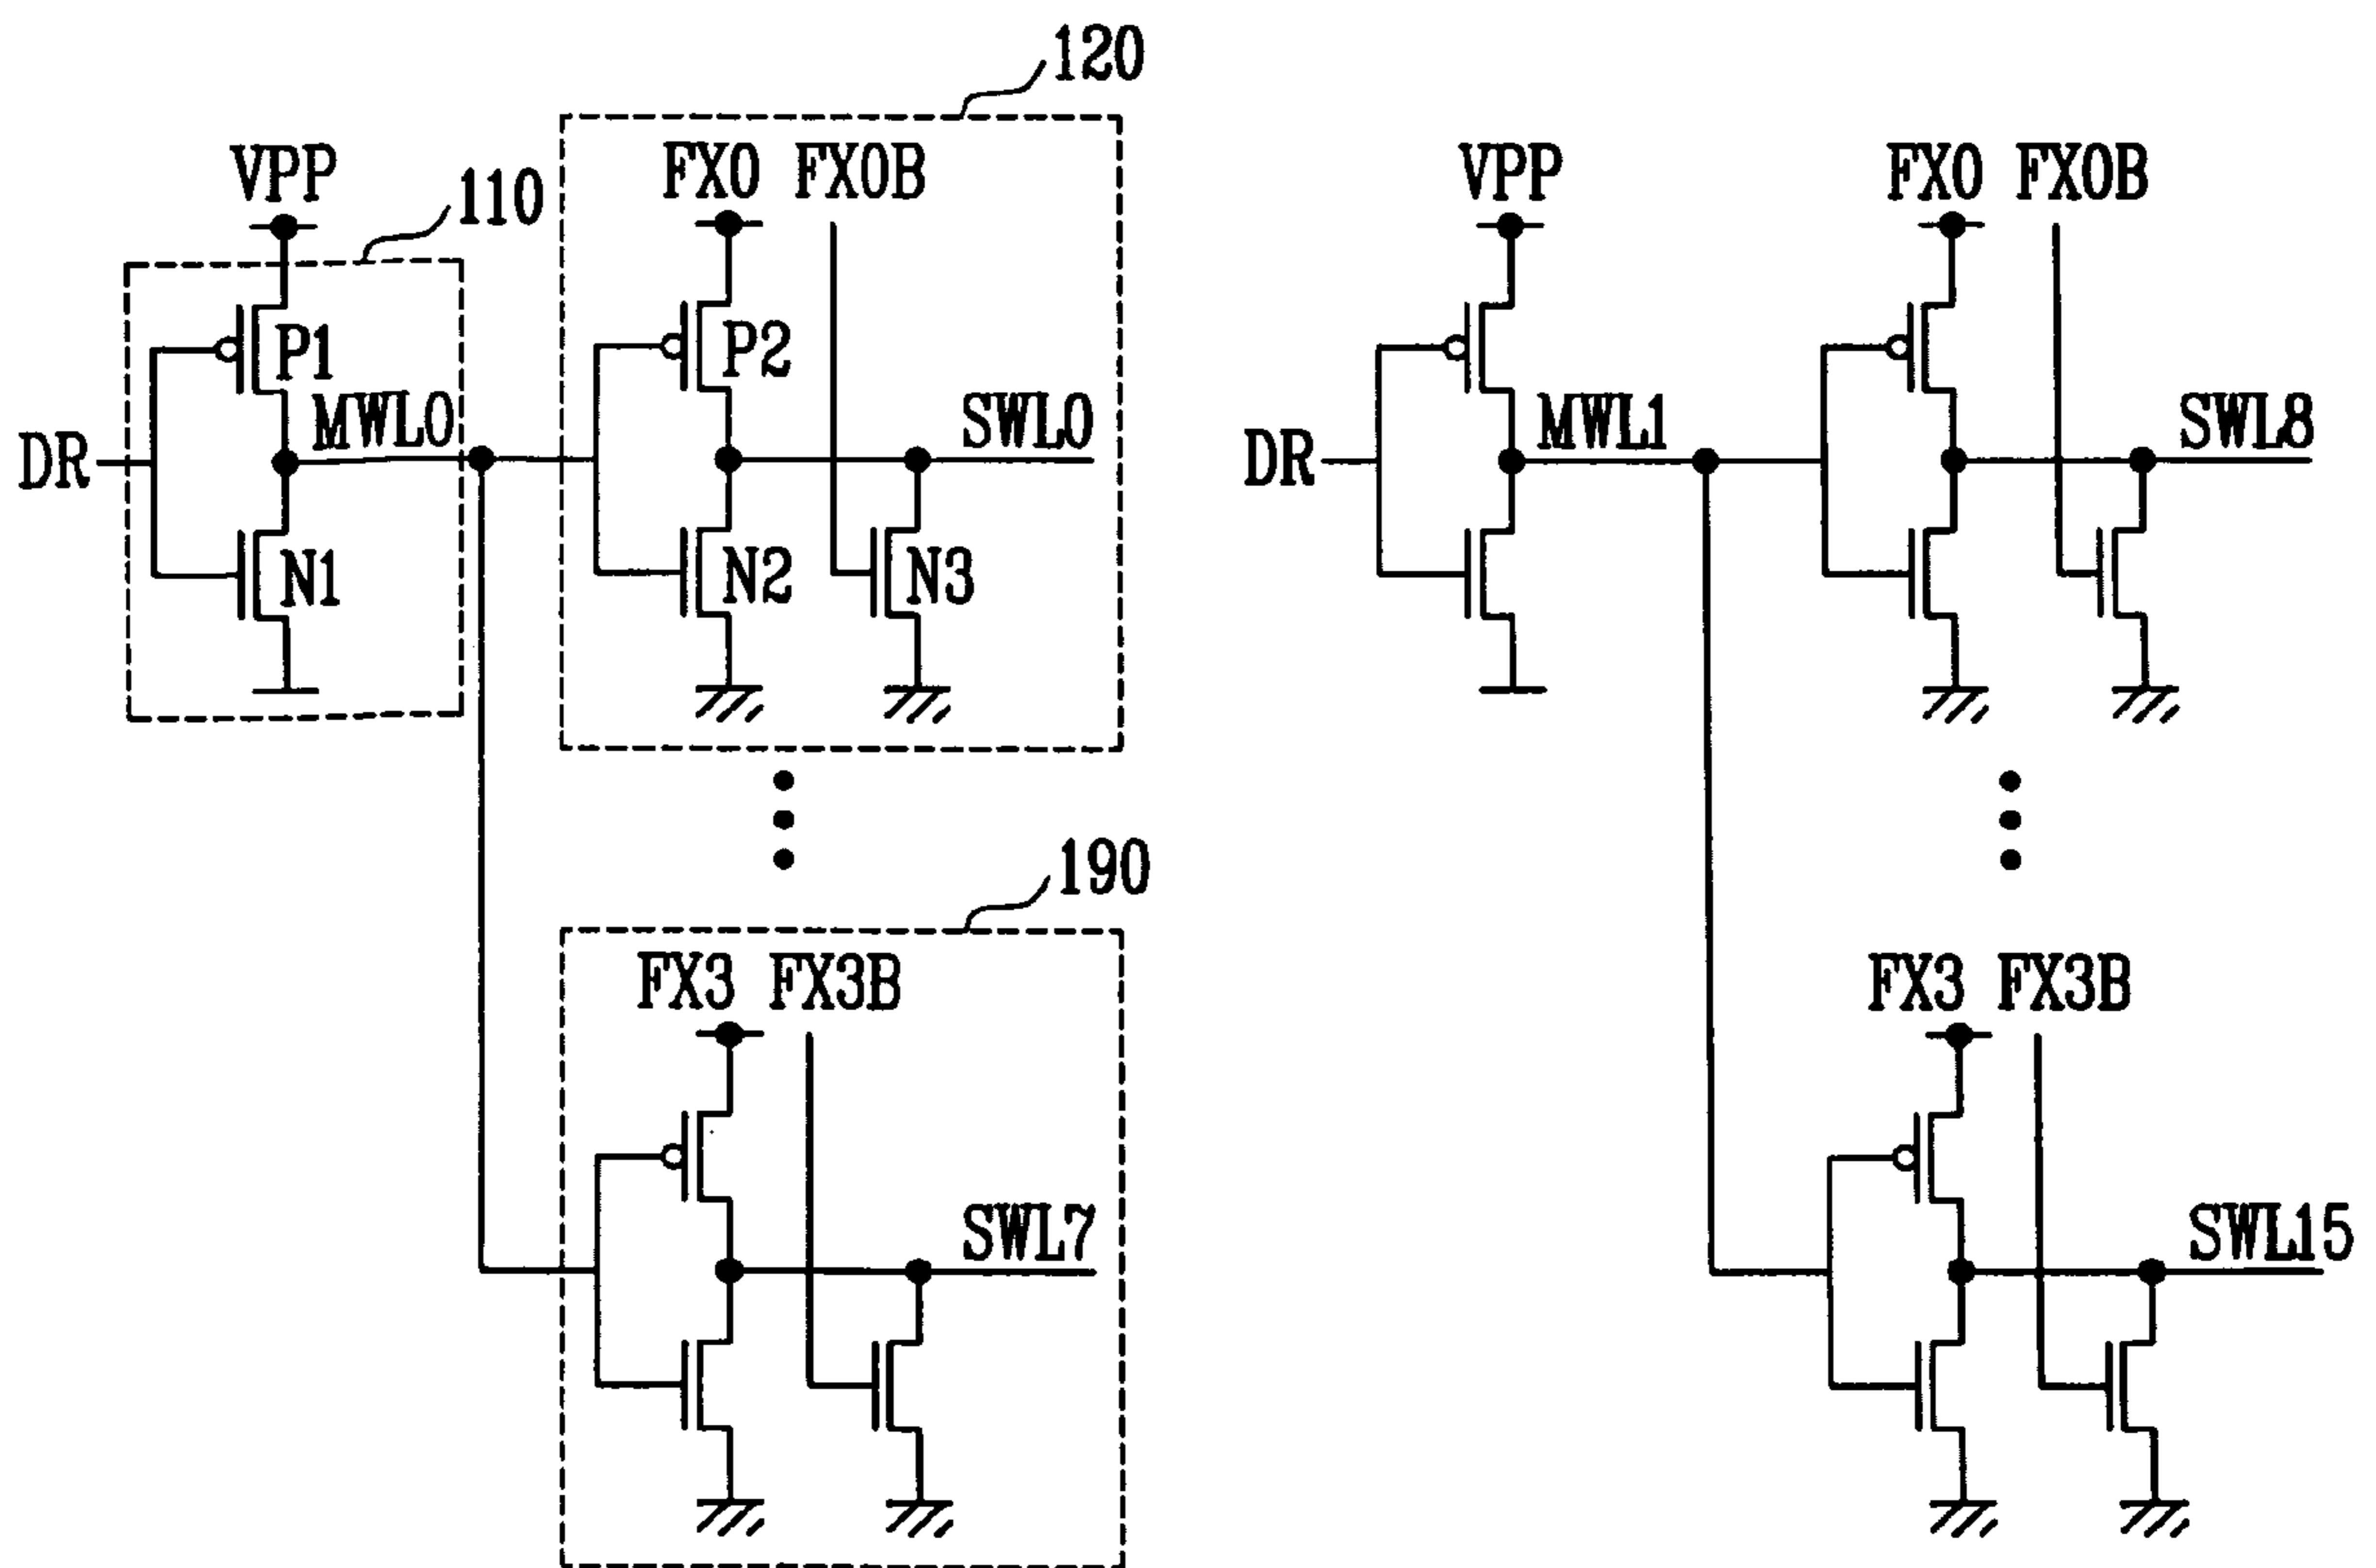 120
VPP
110
FX0 FX0B
P1
P2
MWL0
SWL0
DR
N1
N2
N3
190
FX3 FX3B
SWL7
VPP
FX0 FX0B
MWL1
SWL8
DR
FX3 FX3B
SWL15